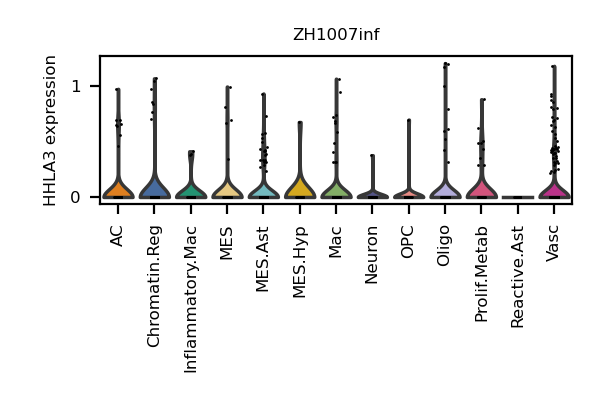 ZH1007inf
HHLA3 expression
1
0
AC
Chromatin.Reg
Inflammatory.Mac
MES
MES.Ast
MES.Hyp
Mac
Neuron
OPC
Oligo
Prolif.Metab
Reactive.Ast
Vasc